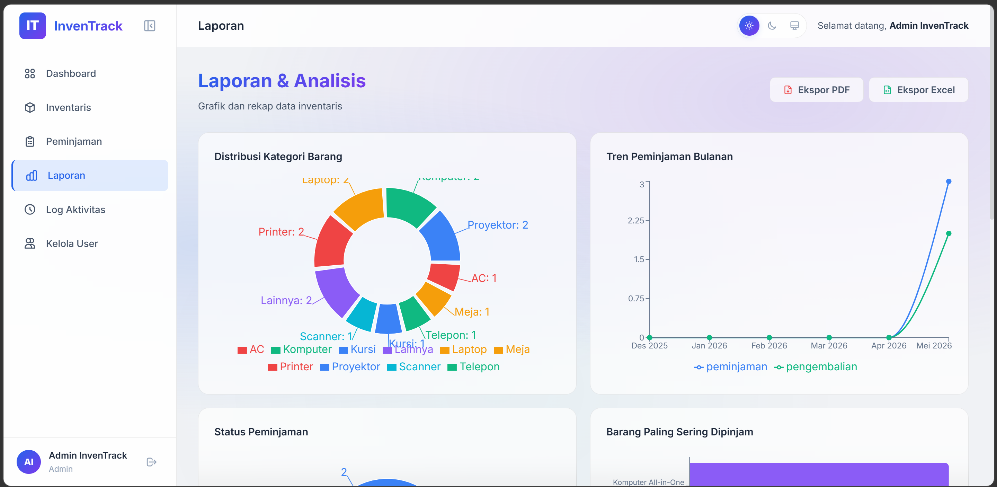 IT InvenTrack
Laporan
Selamat datang, Admin InvenTrack
Dashboard
Inventaris
Peminjaman
Laporan
Log Aktivitas
Kelola User
AI
Admin InvenTrack
Admin
Laporan & Analisis
Grafik dan rekap data inventaris
Ekspor PDF
Ekspor Excel
Distribusi Kategori Barang
Laptop: 2
Komputer: 2
Printer: 2
Proyektor: 2
AC: 1
Lainnya: 2
Meja: 1
Scanner: 1
Kursi: 1
Telepon: 1
AC Komputer Kursi Lainnya Laptop Meja
Printer Proyektor Scanner Telepon
Tren Peminjaman Bulanan
3
2.25
1.5
0.75
0
Des 2025 Jan 2026 Feb 2026 Mar 2026 Apr 2026 Mei 2026
peminjaman pengembalian
Status Peminjaman
2
Barang Paling Sering Dipinjam
Komputer All-in-One